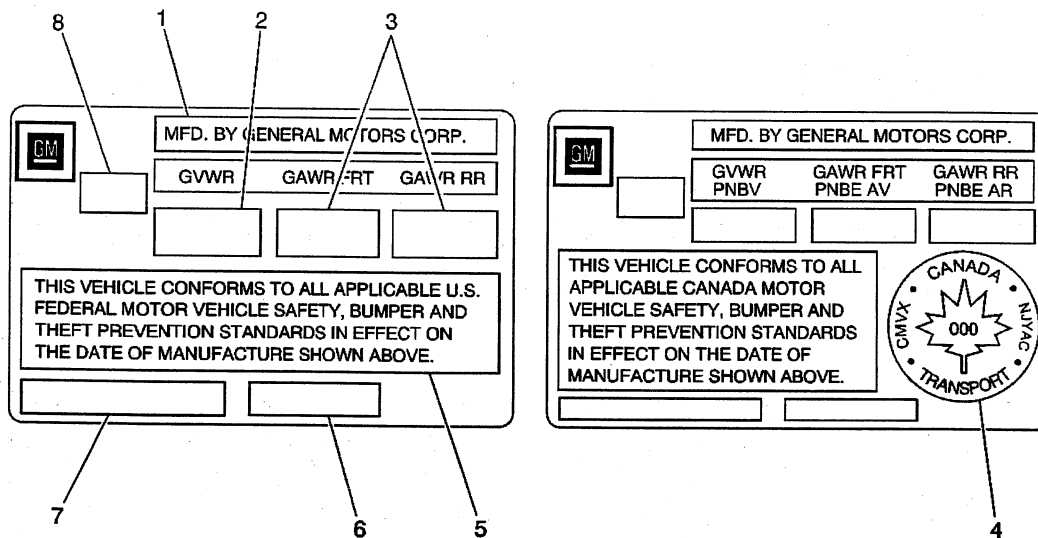 8 1 2 3
GM
MFD. BY GENERAL MOTORS CORP.
GVWR GAWR FRT GAWR RR
THIS VEHICLE CONFORMS TO ALL APPLICABLE U.S.
FEDERAL MOTOR VEHICLE SAFETY, BUMPER AND
THEFT PREVENTION STANDARDS IN EFFECT ON
THE DATE OF MANUFACTURE SHOWN ABOVE.
7 6 5
GM
MFD. BY GENERAL MOTORS CORP.
GVWR GAWR FRT GAWR RR
PNBV PNBE AV PNBE AR
THIS VEHICLE CONFORMS TO ALL
APPLICABLE CANADA MOTOR
VEHICLE SAFETY, BUMPER AND
THEFT PREVENTION STANDARDS
IN EFFECT ON THE DATE OF
MANUFACTURE SHOWN ABOVE.
CANADA • NJYAC • TRANSPORT • CMVX •
000
4